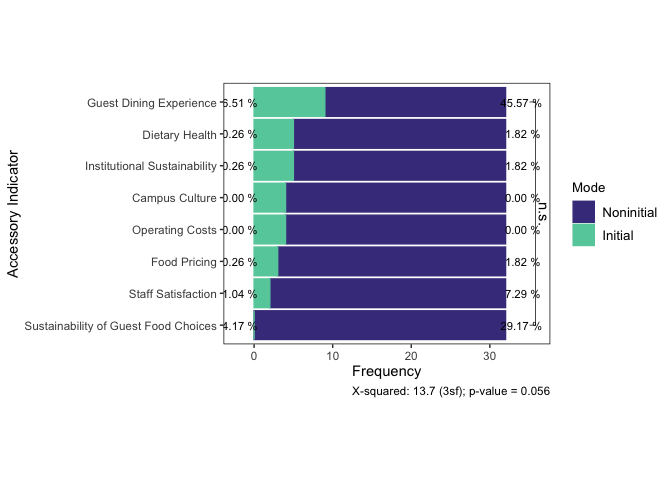 Accessory Indicator
Guest Dining Experience 6.51 % 45.57 %
Dietary Health 0.26 % 1.82 %
Institutional Sustainability 0.26 % 1.82 %
Campus Culture 0.00 % 0.00 %
Operating Costs 0.00 % 0.00 %
Food Pricing 0.26 % 1.82 %
Staff Satisfaction 1.04 % 7.29 %
Sustainability of Guest Food Choices 4.17 % 29.17 %
n.s.
0 10 20 30
Frequency
X-squared: 13.7 (3sf); p-value = 0.056
Mode
Noninitial
Initial